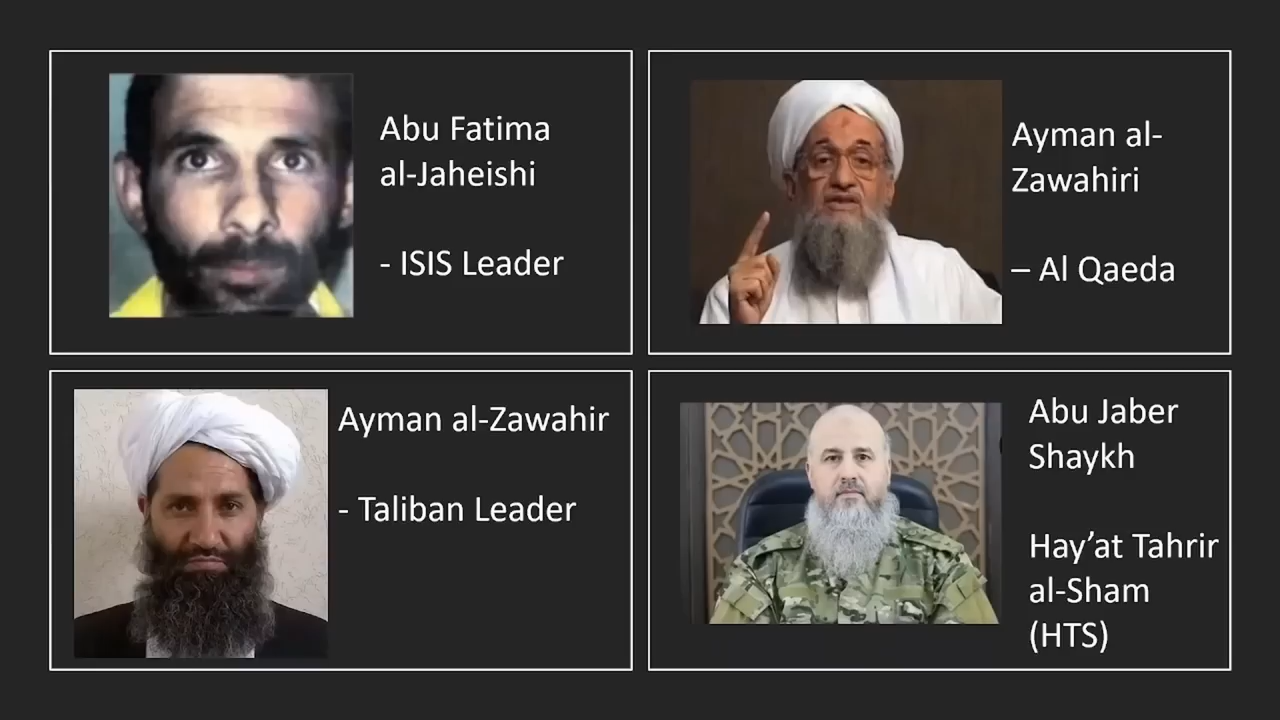 Abu Fatima
al-Jaheishi
- ISIS Leader
Ayman al-
Zawahiri
– Al Qaeda
Ayman al-Zawahir
- Taliban Leader
Abu Jaber
Shaykh
Hay’at Tahrir
al-Sham
(HTS)